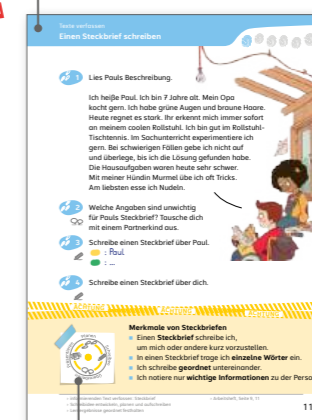 Texte verfassen
Einen Steckbrief schreiben
1 Lies Pauls Beschreibung.
Ich heiße Paul. Ich bin 7 Jahre alt. Mein Opa
kocht gern. Ich habe grüne Augen und braune Haare.
Heute regnet es stark. Ihr erkennt mich immer sofort
an meinem coolen Rollstuhl. Ich bin gut im Rollstuhl-
Tischtennis. Im Sachunterricht experimentiere ich
gern. Bei schwierigen Fällen gebe ich nicht auf
und überlege, bis ich die Lösung gefunden habe.
Die Hausaufgaben waren heute sehr schwer.
Mit meiner Hündin Murmel übe ich oft Tricks.
Am liebsten esse ich Nudeln.
2 Welche Angaben sind unwichtig
für Pauls Steckbrief? Tausche dich
mit einem Partnerkind aus.
3 Schreibe einen Steckbrief über Paul.
: Paul
: ...
4 Schreibe einen Steckbrief über dich.
ACHTUNG ACHTUNG ACHTUNG
Merkmale von Steckbriefen
Einen Steckbrief schreibe ich,
um mich oder andere kurz vorzustellen.
In einen Steckbrief trage ich einzelne Wörter ein.
Ich schreibe geordnet untereinander.
Ich notiere nur wichtige Informationen zu der Perso
planen
schreiben
überarbeiten
11